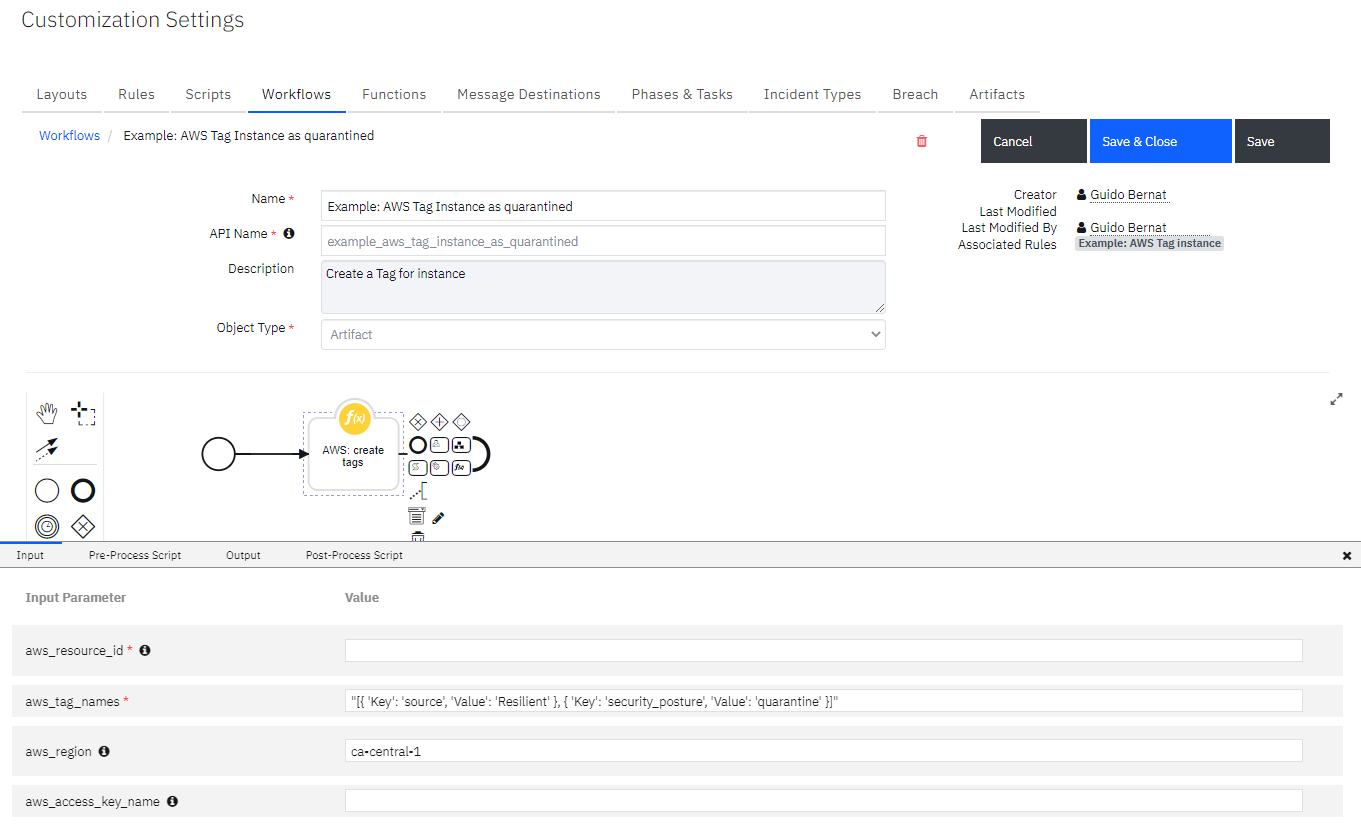 Customization Settings
Layouts Rules Scripts Workflows Functions Message Destinations Phases & Tasks Incident Types Breach Artifacts
Workflows / Example: AWS Tag Instance as quarantined
Cancel Save & Close Save
Name * Example: AWS Tag Instance as quarantined
API Name * example_aws_tag_instance_as_quarantined
Description Create a Tag for instance
Object Type * Artifact
Creator Guido Bernat
Last Modified
Last Modified By Guido Bernat
Associated Rules Example: AWS Tag instance
f(x)
AWS: create
tags
Input Pre-Process Script Output Post-Process Script
Input Parameter Value
aws_resource_id *
aws_tag_names * "[{ 'Key': 'source', 'Value': 'Resilient' }, { 'Key': 'security_posture', 'Value': 'quarantine' }]"
aws_region ca-central-1
aws_access_key_name